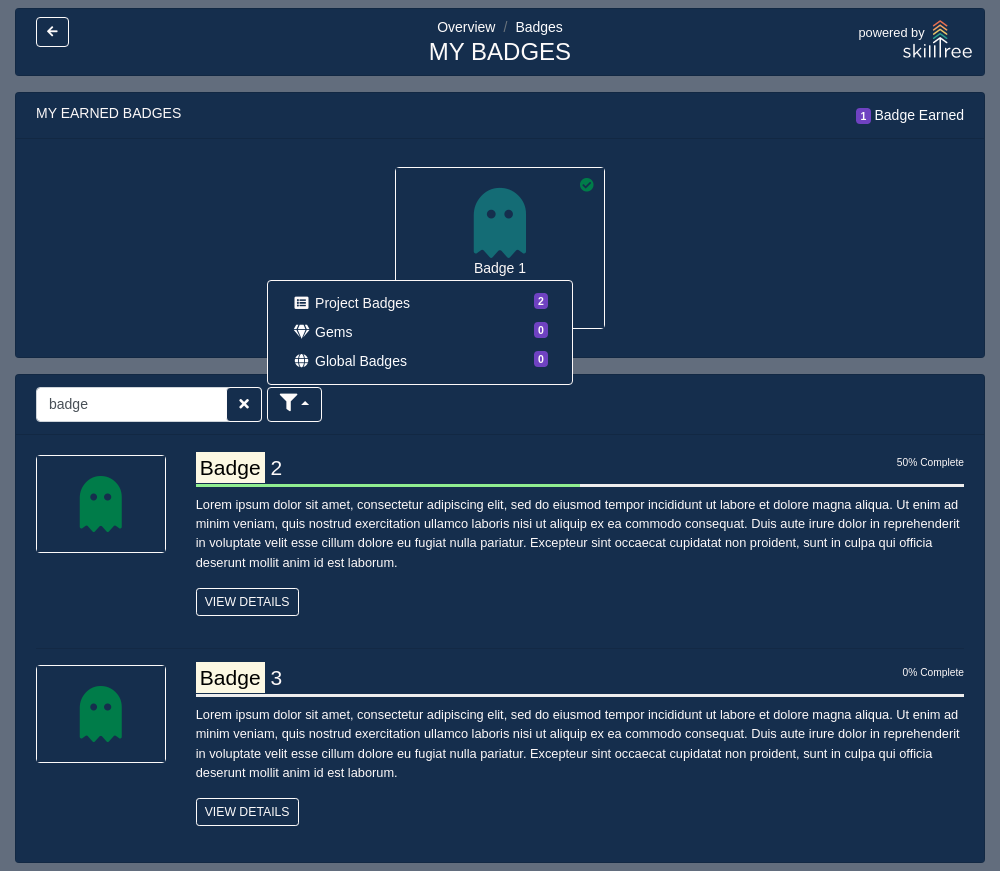 Overview / Badges
MY BADGES
powered by
skilltree
MY EARNED BADGES
1 Badge Earned
Badge 1
Project Badges 2
Gems 0
Global Badges 0
badge
Badge 2
50% Complete
Lorem ipsum dolor sit amet, consectetur adipiscing elit, sed do eiusmod tempor incididunt ut labore et dolore magna aliqua. Ut enim ad
minim veniam, quis nostrud exercitation ullamco laboris nisi ut aliquip ex ea commodo consequat. Duis aute irure dolor in reprehenderit
in voluptate velit esse cillum dolore eu fugiat nulla pariatur. Excepteur sint occaecat cupidatat non proident, sunt in culpa qui officia
deserunt mollit anim id est laborum.
VIEW DETAILS
Badge 3
0% Complete
Lorem ipsum dolor sit amet, consectetur adipiscing elit, sed do eiusmod tempor incididunt ut labore et dolore magna aliqua. Ut enim ad
minim veniam, quis nostrud exercitation ullamco laboris nisi ut aliquip ex ea commodo consequat. Duis aute irure dolor in reprehenderit
in voluptate velit esse cillum dolore eu fugiat nulla pariatur. Excepteur sint occaecat cupidatat non proident, sunt in culpa qui officia
deserunt mollit anim id est laborum.
VIEW DETAILS